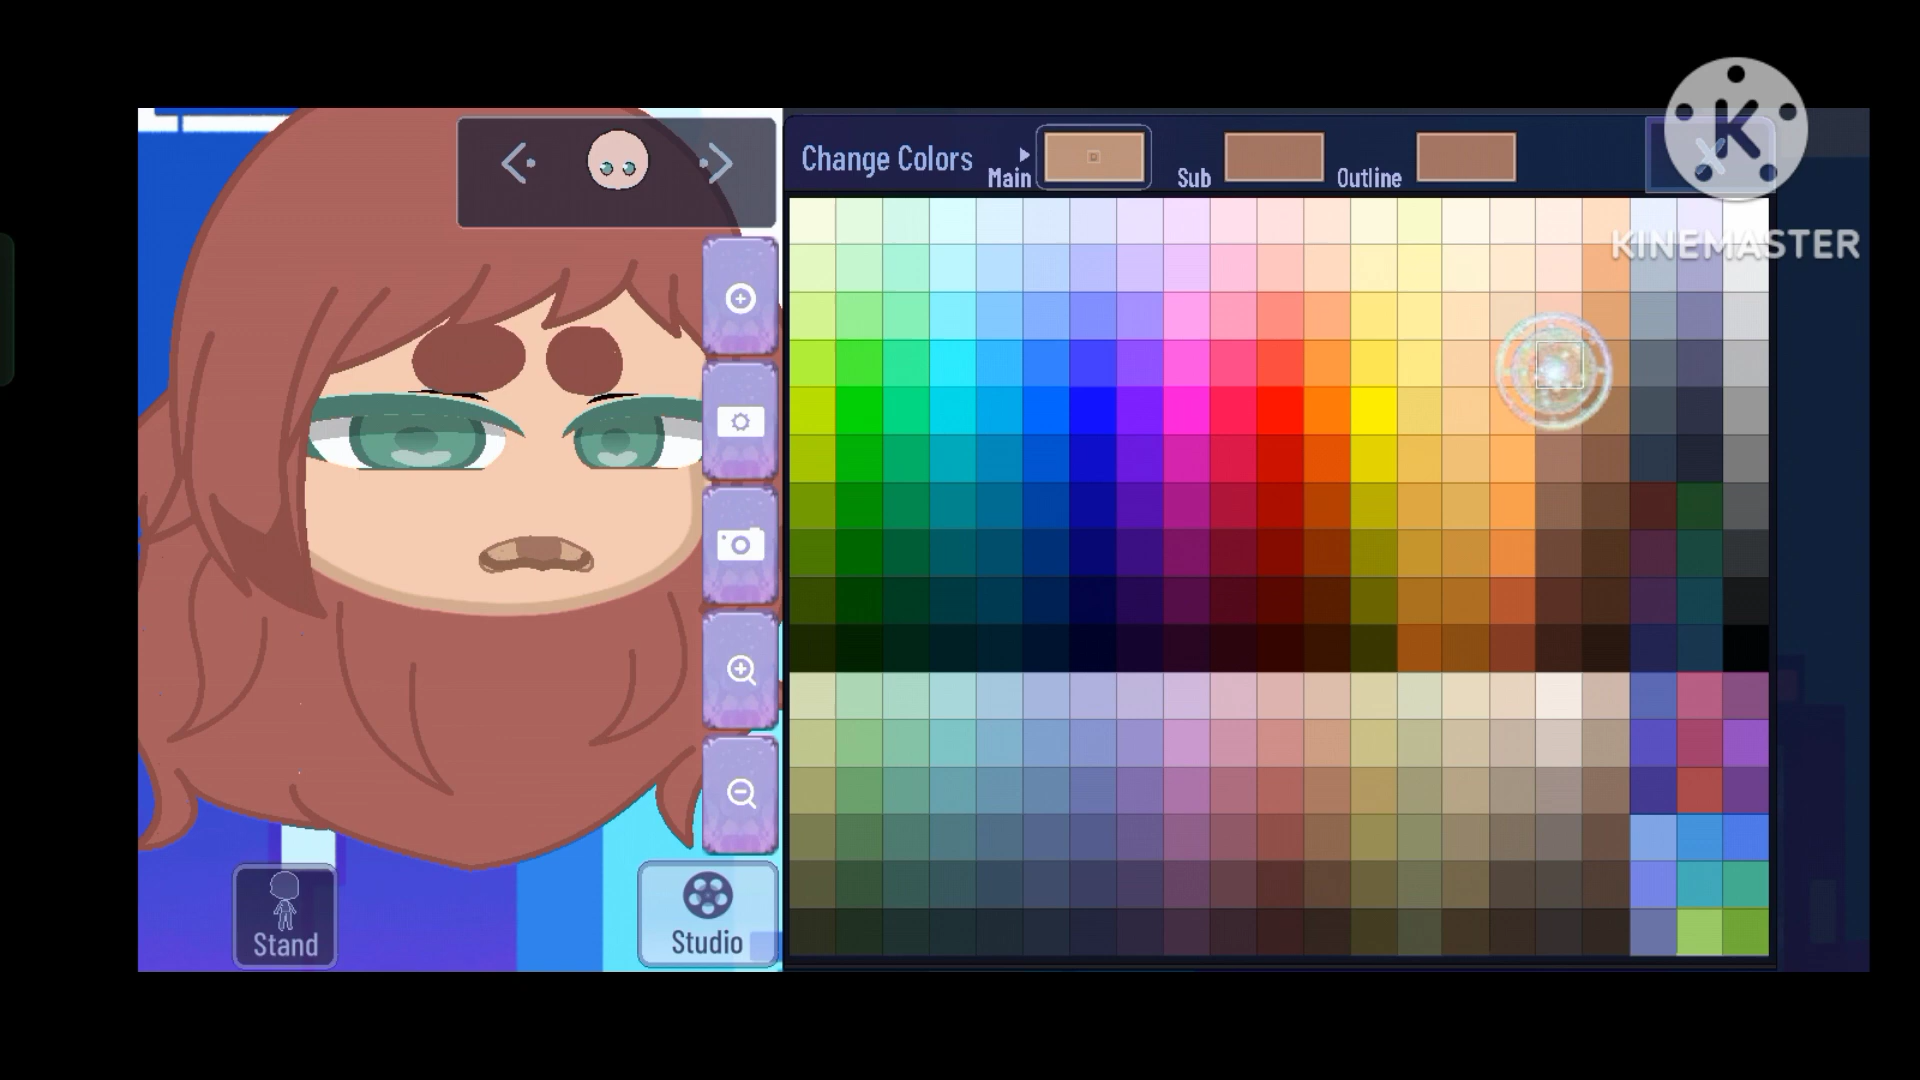 Change Colors
Main
Sub
Outline
X
K
KINEMASTER
Stand
Studio